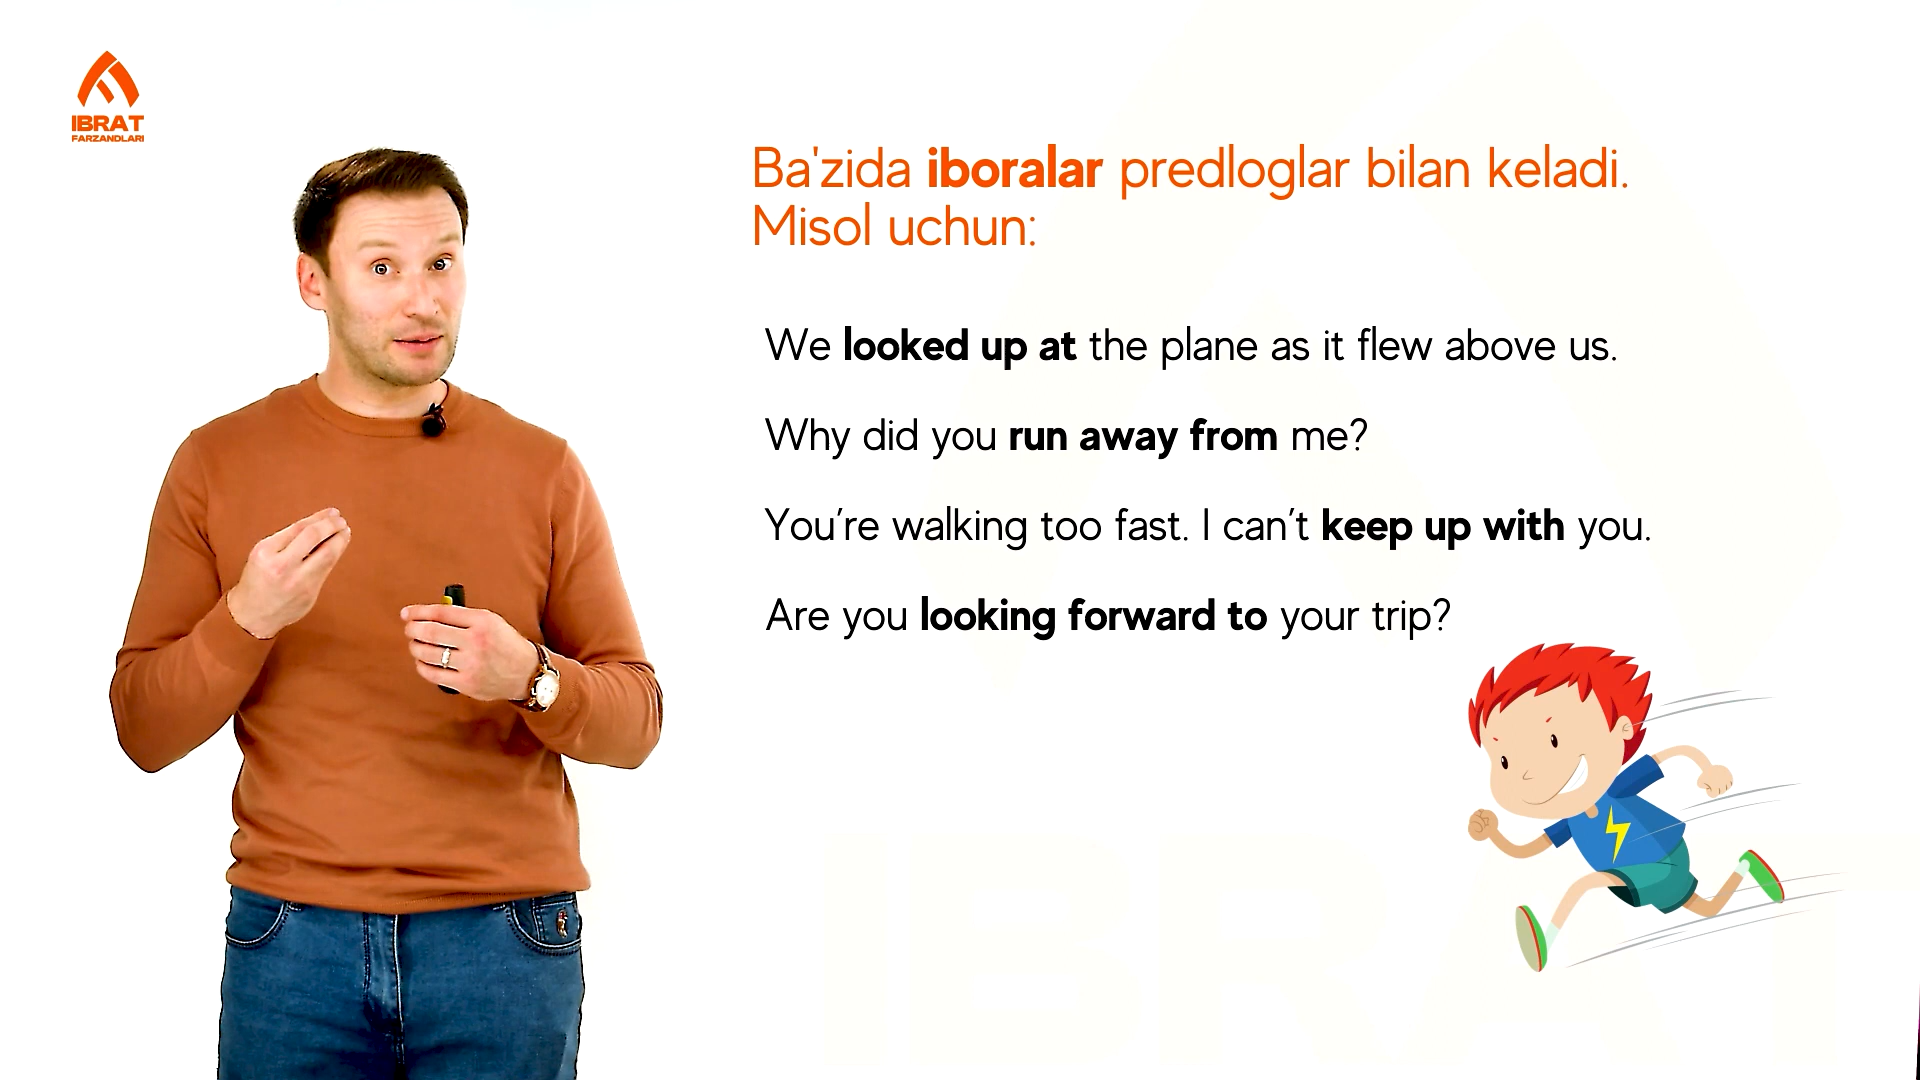 IBRAT
FARZANDLARI
Ba'zida iboralar predloglar bilan keladi.
Misol uchun:
We looked up at the plane as it flew above us.
Why did you run away from me?
You’re walking too fast. I can’t keep up with you.
Are you looking forward to your trip?
IBRAT